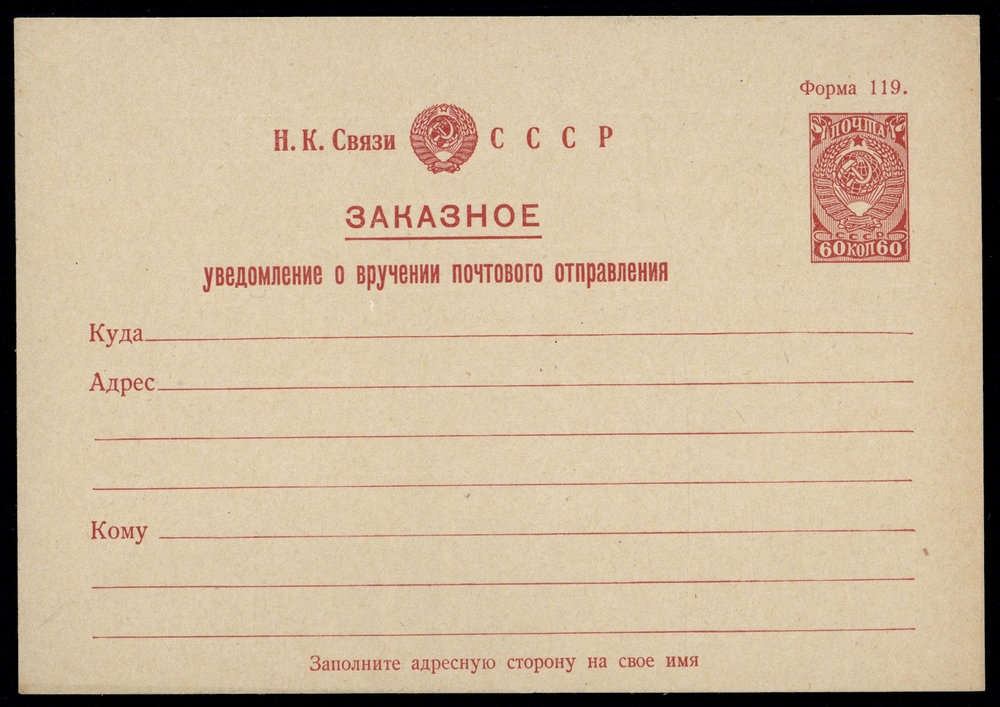 Форма 119.
Н. К. Связи СССР
ПОЧТА
СССР
60 КОП 60
ЗАКАЗНОЕ
уведомление о вручении почтового отправления
Куда
Адрес
Кому
Заполните адресную сторону на свое имя